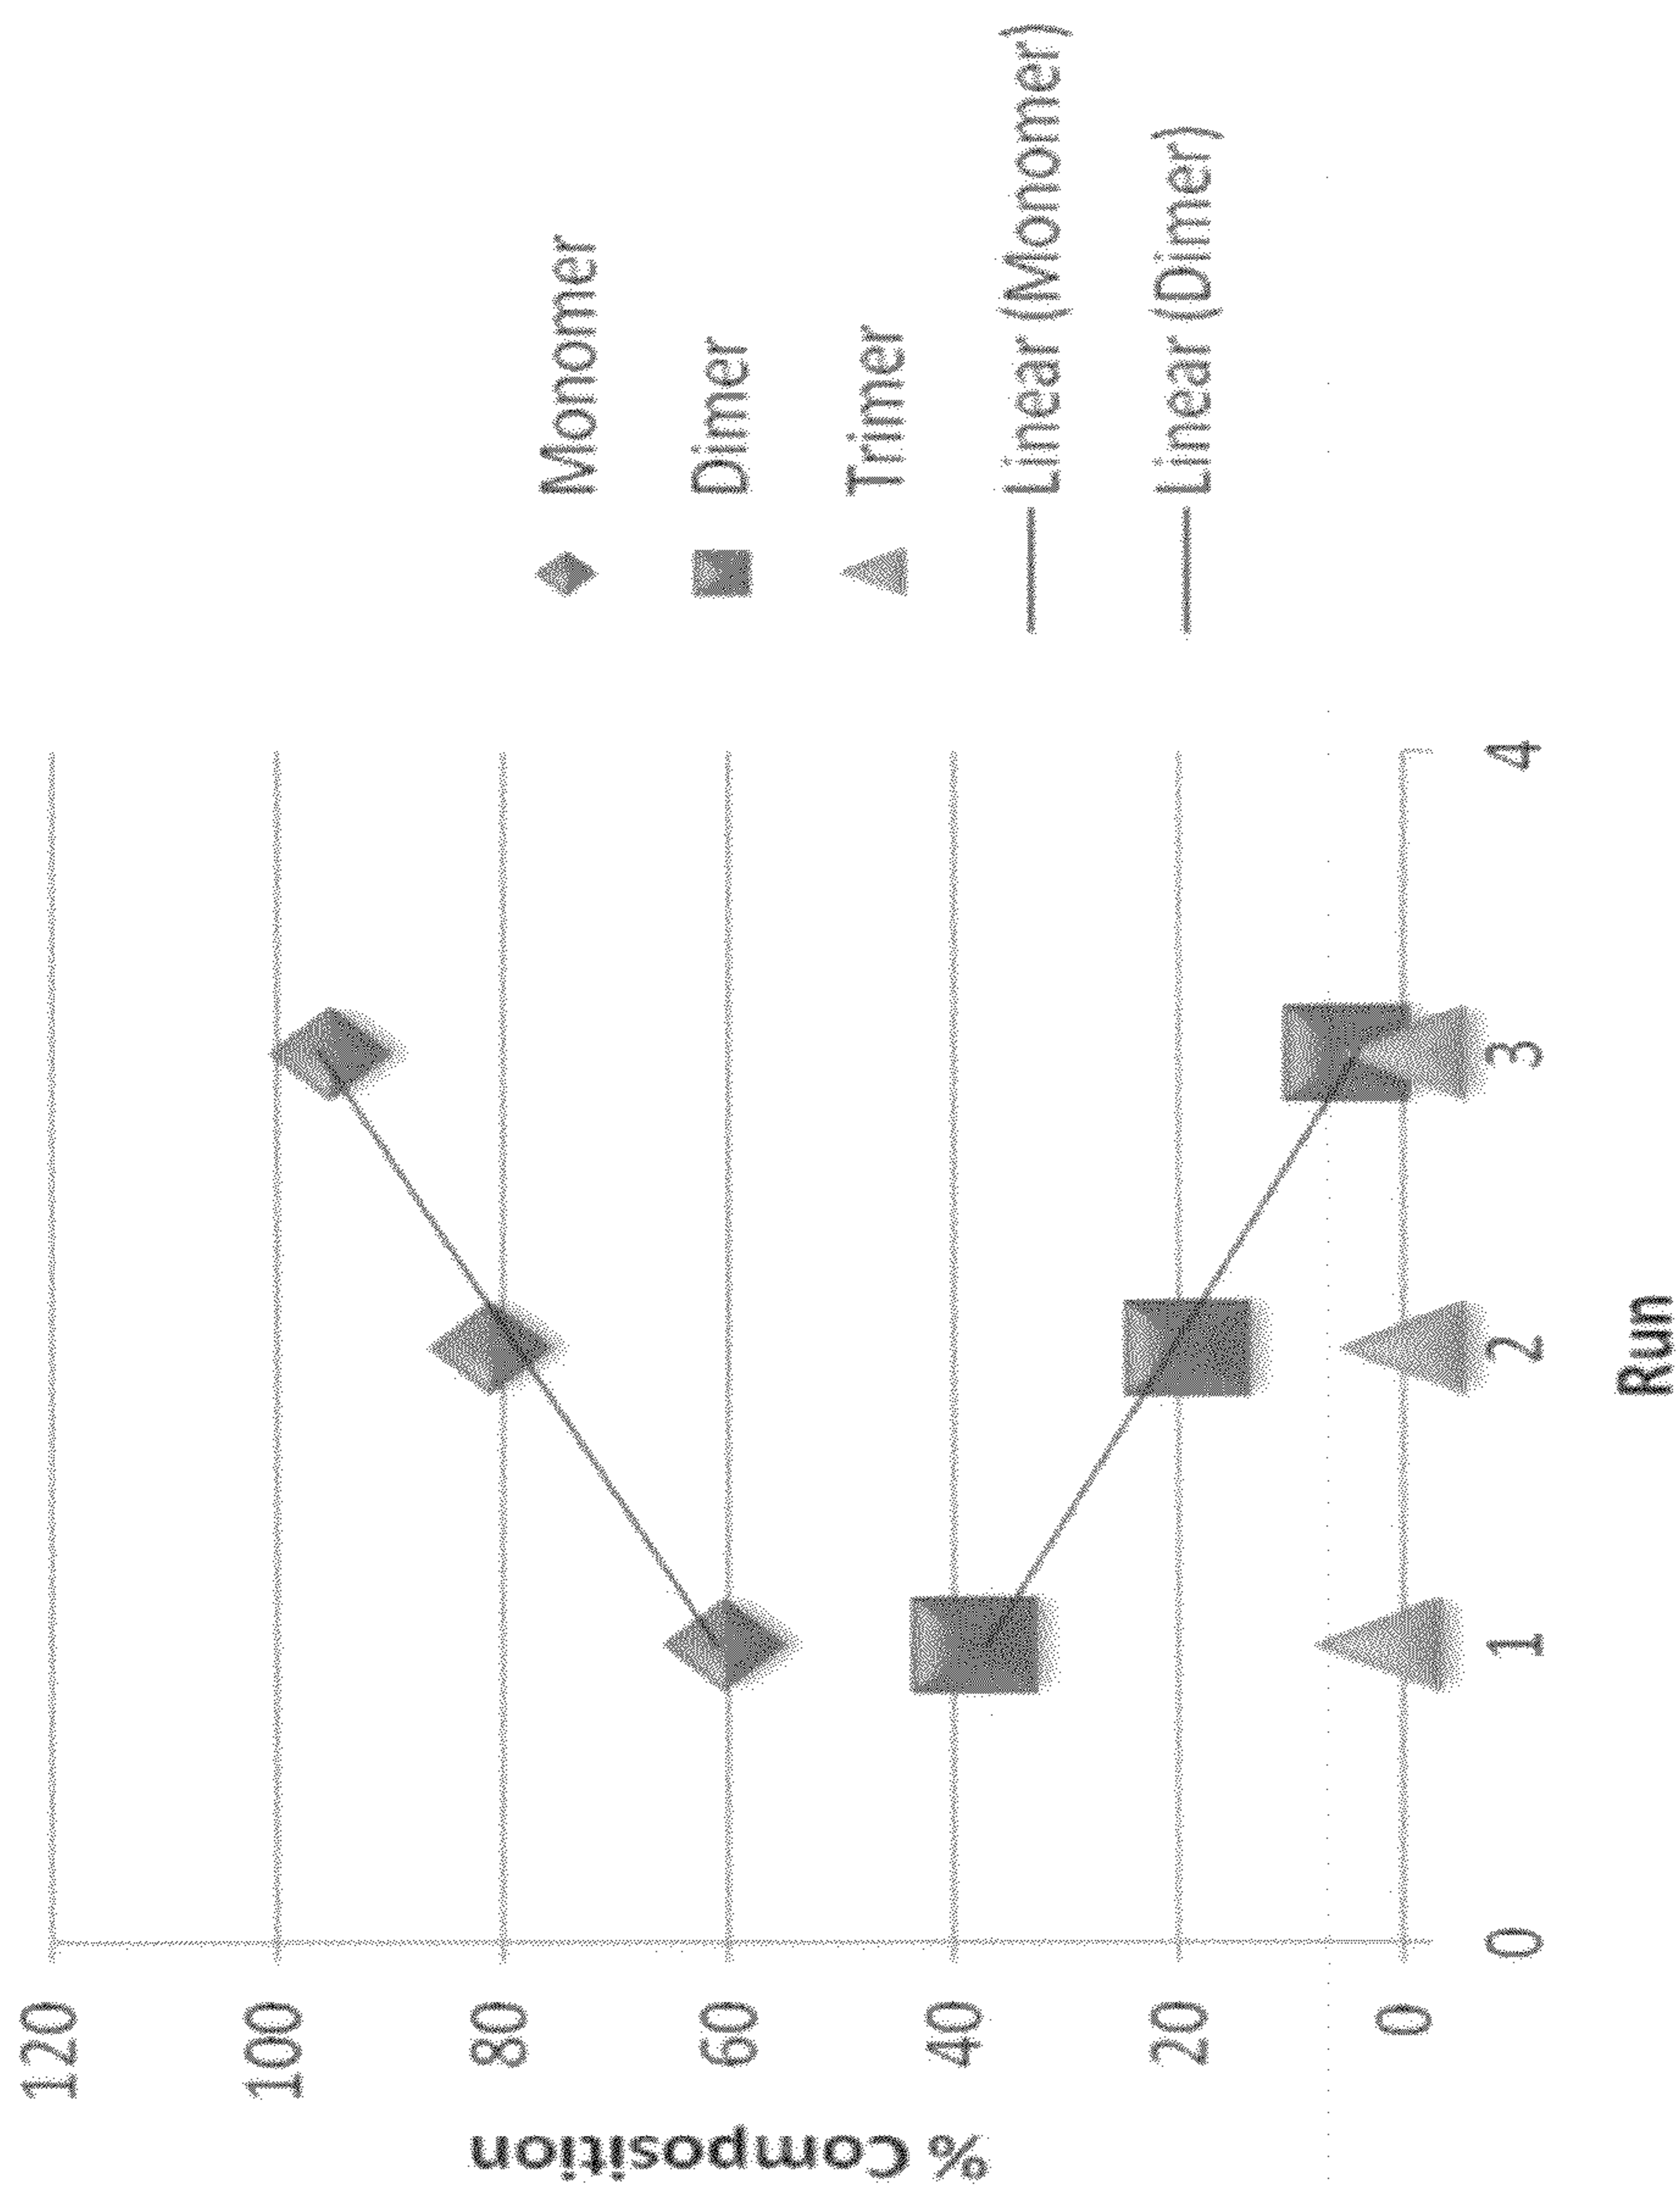 % Composition
120
100
80
60
40
20
0
0
1
2
3
4
Run
Monomer
Dimer
Trimer
Linear (Monomer)
Linear (Dimer)